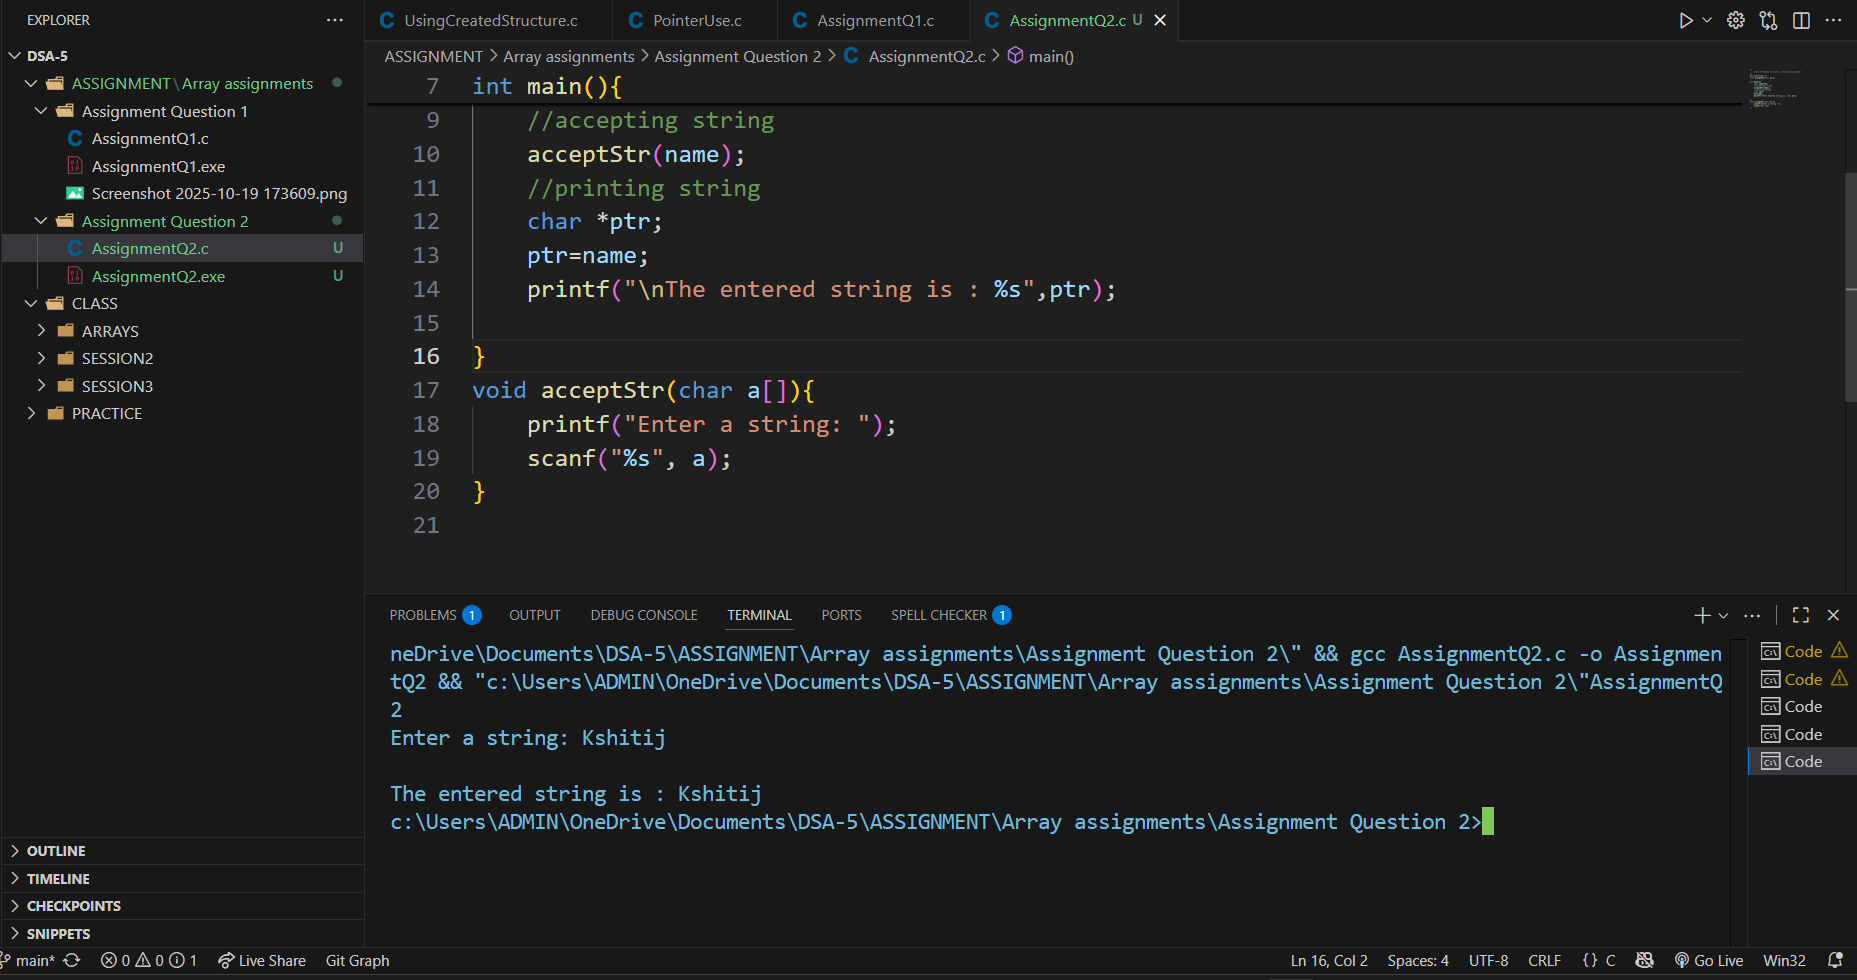 EXPLORER
DSA-5
ASSIGNMENT\Array assignments
Assignment Question 1
AssignmentQ1.c
AssignmentQ1.exe
Screenshot 2025-10-19 173609.png
Assignment Question 2
AssignmentQ2.c U
AssignmentQ2.exe U
CLASS
ARRAYS
SESSION2
SESSION3
PRACTICE
OUTLINE
TIMELINE
CHECKPOINTS
SNIPPETS
UsingCreatedStructure.c PointerUse.c AssignmentQ1.c AssignmentQ2.c U
ASSIGNMENT > Array assignments > Assignment Question 2 > AssignmentQ2.c > main()
7 int main(){
9 //accepting string
10 acceptStr(name);
11 //printing string
12 char *ptr;
13 ptr=name;
14 printf("\nThe entered string is : %s",ptr);
15
16 }
17 void acceptStr(char a[]){
18 printf("Enter a string: ");
19 scanf("%s", a);
20 }
21
PROBLEMS 1 OUTPUT DEBUG CONSOLE TERMINAL PORTS SPELL CHECKER 1
neDrive\Documents\DSA-5\ASSIGNMENT\Array assignments\Assignment Question 2\" && gcc AssignmentQ2.c -o Assignmen
tQ2 && "c:\Users\ADMIN\OneDrive\Documents\DSA-5\ASSIGNMENT\Array assignments\Assignment Question 2\"AssignmentQ
2
Enter a string: Kshitij
The entered string is : Kshitij
c:\Users\ADMIN\OneDrive\Documents\DSA-5\ASSIGNMENT\Array assignments\Assignment Question 2>
Code
Code
Code
Code
Code
main* 0 0 1 Live Share Git Graph Ln 16, Col 2 Spaces: 4 UTF-8 CRLF {} C Go Live Win32